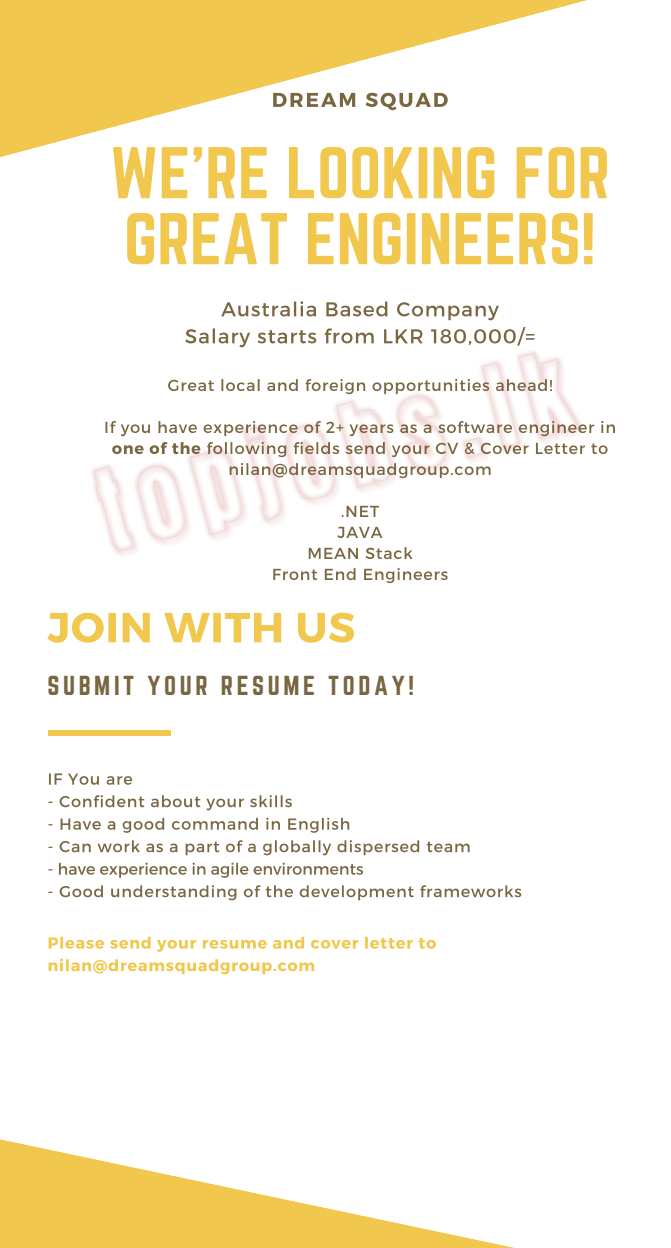 DREAM SQUAD
WE'RE LOOKING FOR
GREAT ENGINEERS!
Australia Based Company
Salary starts from LKR 180,000/=
Great local and foreign opportunities ahead!
If you have experience of 2+ years as a software engineer in
one of the following fields send your CV & Cover Letter to
nilan@dreamsquadgroup.com
topjobs.lk
.NET
JAVA
MEAN Stack
Front End Engineers
JOIN WITH US
SUBMIT YOUR RESUME TODAY!
IF You are
- Confident about your skills
- Have a good command in English
- Can work as a part of a globally dispersed team
- have experience in agile environments
- Good understanding of the development frameworks
Please send your resume and cover letter to
nilan@dreamsquadgroup.com